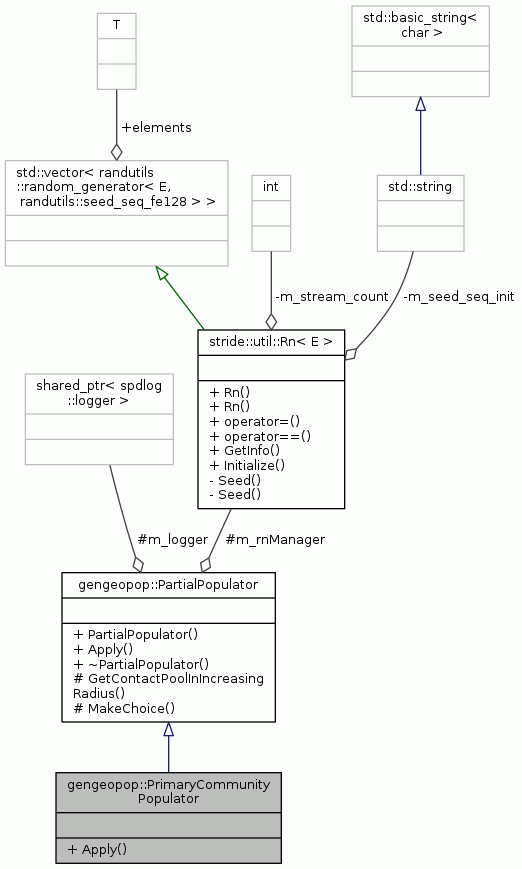 T
std::basic_string<
char >
+elements
std::vector< randutils
::random_generator< E,
randutils::seed_seq_fe128 > >
int
std::string
-m_stream_count
-m_seed_seq_init
stride::util::Rn< E >
+ Rn()
+ Rn()
+ operator=()
+ operator==()
+ GetInfo()
+ Initialize()
- Seed()
- Seed()
shared_ptr< spdlog
::logger >
#m_logger
#m_rnManager
gengeopop::PartialPopulator
+ PartialPopulator()
+ Apply()
+ ~PartialPopulator()
# GetContactPoolInIncreasing
Radius()
# MakeChoice()
gengeopop::PrimaryCommunity
Populator
+ Apply()